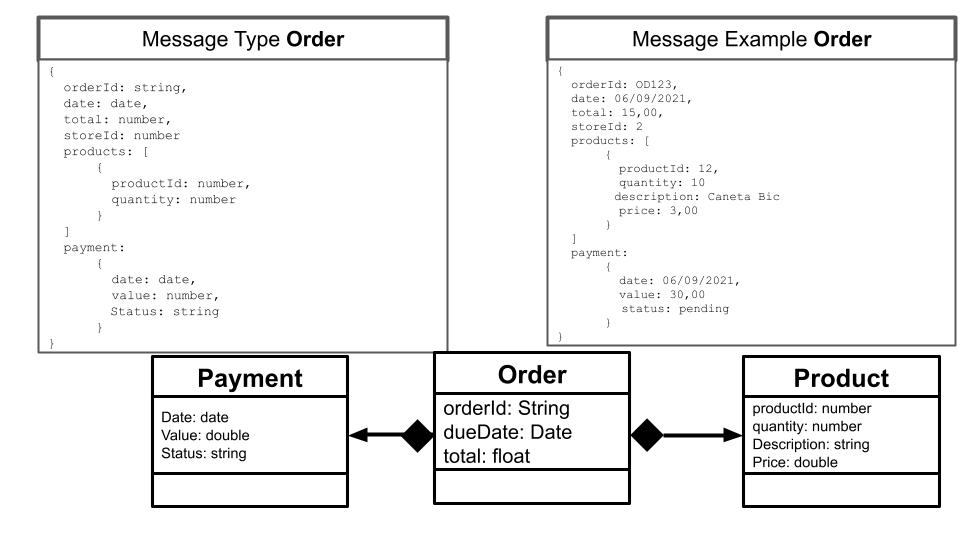 Message Type Order
{
orderId: string,
date: date,
total: number,
storeId: number
products: [
{
productId: number,
quantity: number
}
]
payment:
{
date: date,
value: number,
Status: string
}
}
Message Example Order
{
orderId: OD123,
date: 06/09/2021,
total: 15,00,
storeId: 2
products: [
{
productId: 12,
quantity: 10
description: Caneta Bic
price: 3,00
}
]
payment:
{
date: 06/09/2021,
value: 30,00
status: pending
}
}
Payment
Date: date
Value: double
Status: string
Order
orderId: String
dueDate: Date
total: float
Product
productId: number
quantity: number
Description: string
Price: double